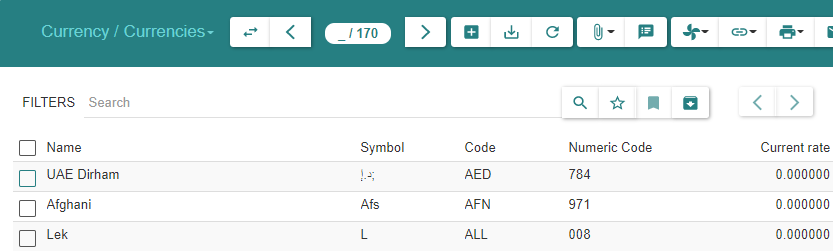 Currency / Currencies
_ / 170
FILTERS Search
Name Symbol Code Numeric Code Current rate
UAE Dirham AED 784 0.000000
Afghani Afs AFN 971 0.000000
Lek L ALL 008 0.000000